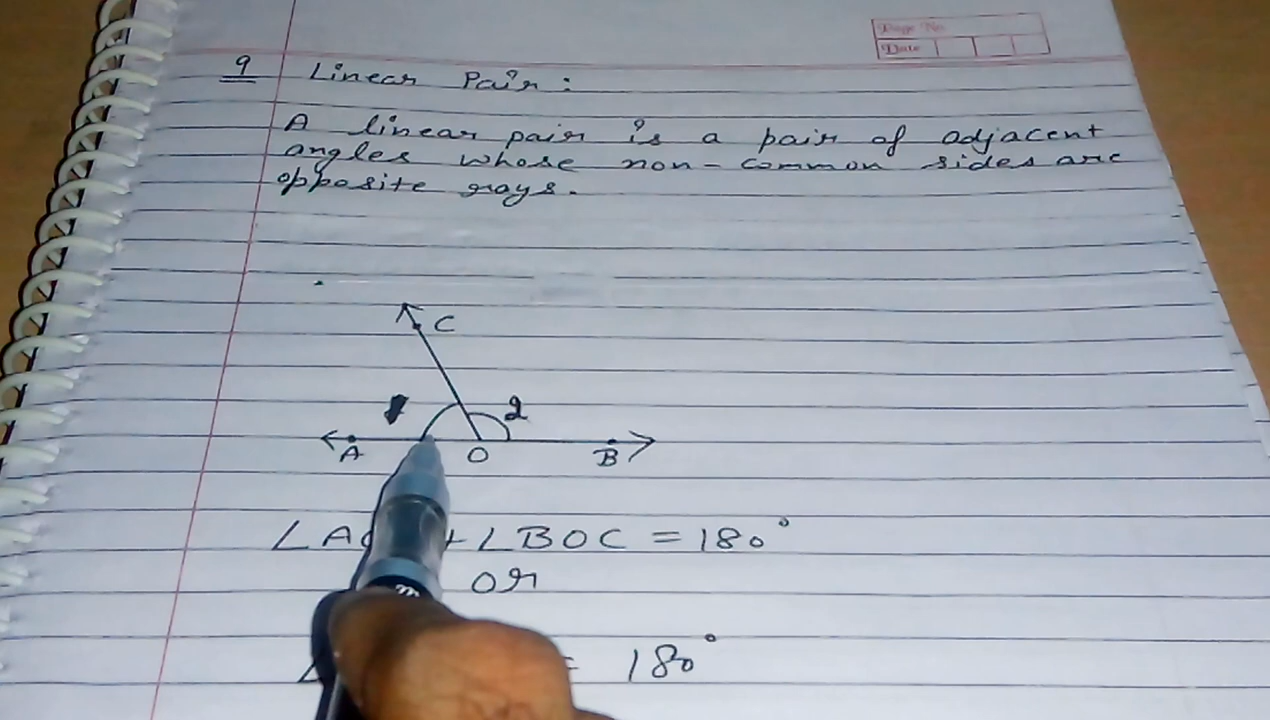 Page No.
Date
9 Linear Pair:
A linear pair is a pair of adjacent
angles whose non-common sides are
opposite rays.
C
2
A O B
∠AO + ∠BOC = 180°
or
= 180°